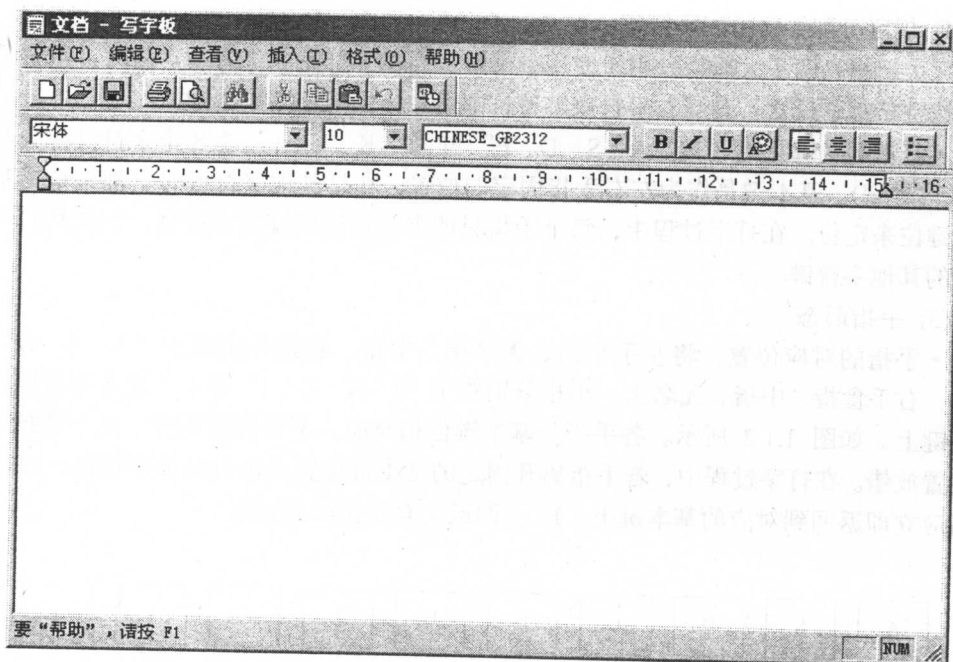 文档 - 写字板
文件(F) 编辑(E) 查看(V) 插入(I) 格式(O) 帮助(H)
宋体 10 CHINESE_GB2312 B I U
1 2 3 4 5 6 7 8 9 10 11 12 13 14 15 16
要“帮助”,请按 F1
NUM